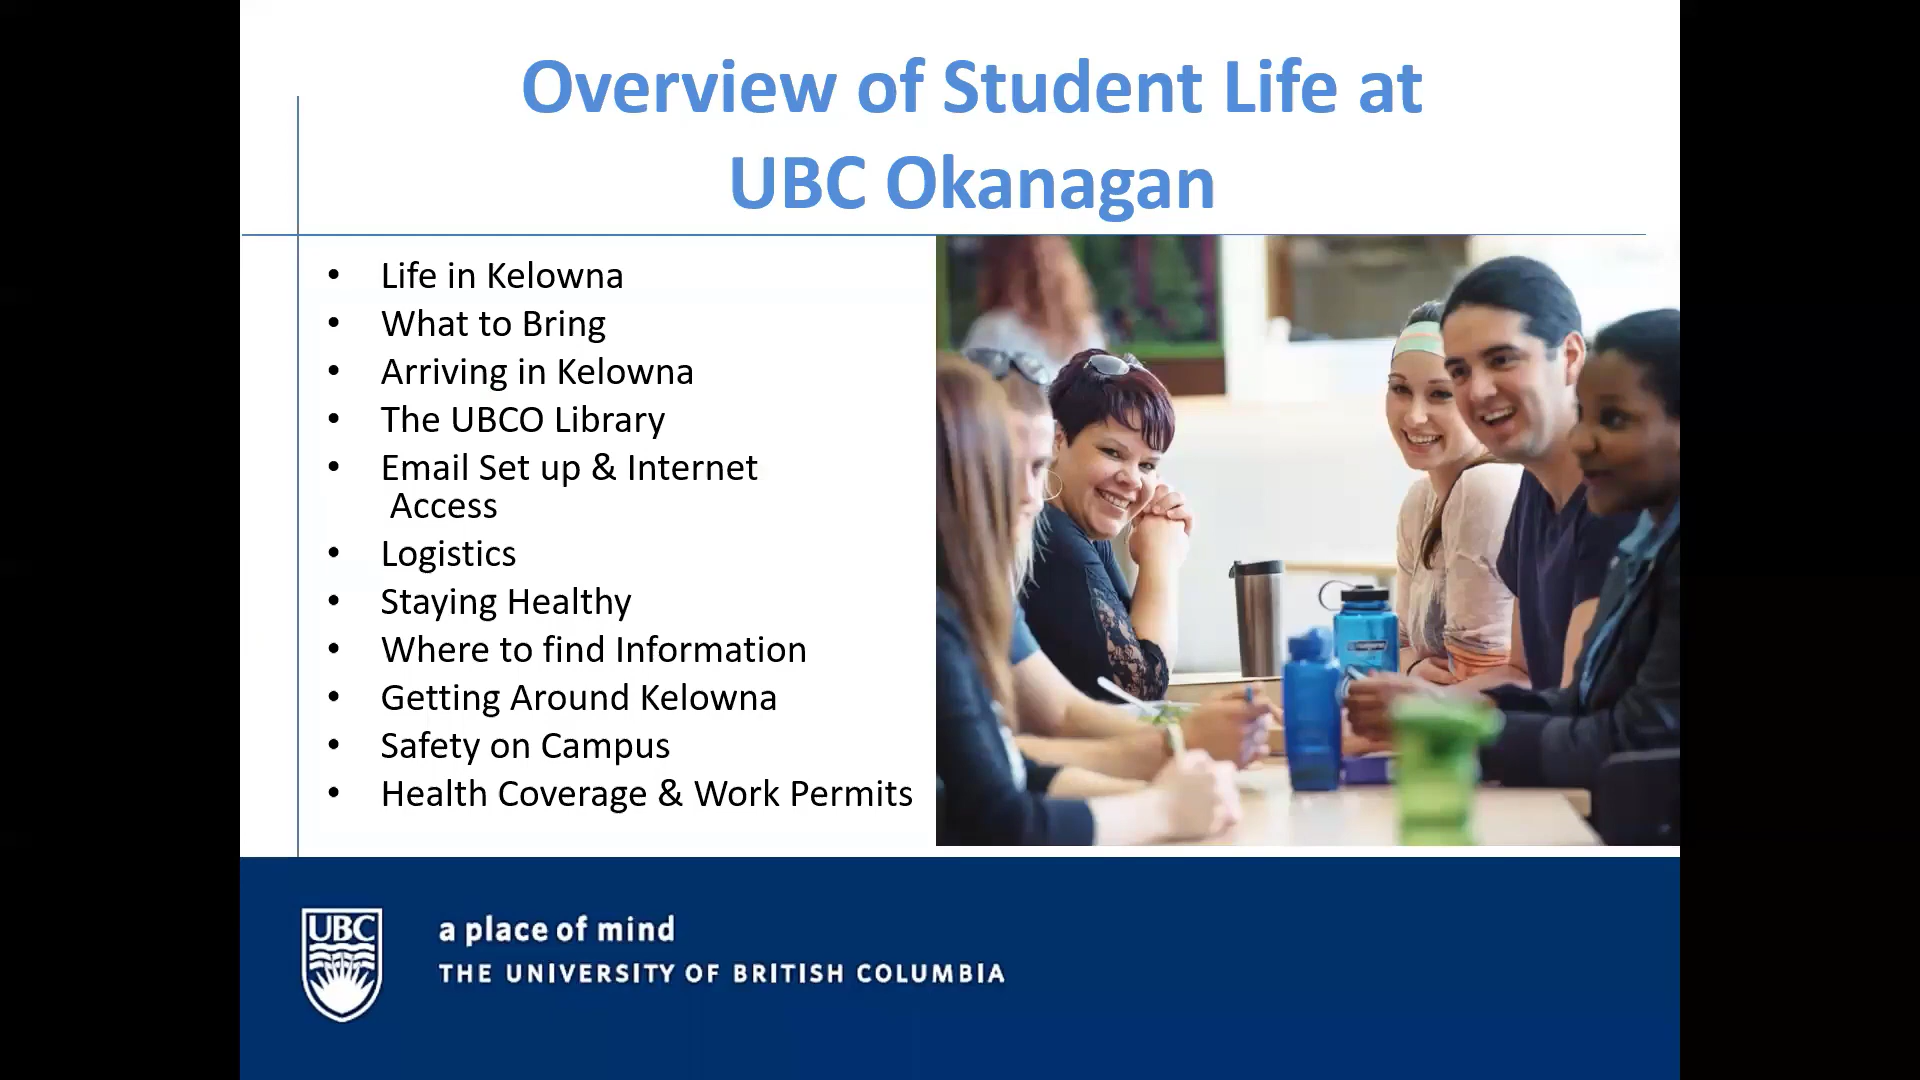 Overview of Student Life at
UBC Okanagan
• Life in Kelowna
• What to Bring
• Arriving in Kelowna
• The UBCO Library
• Email Set up & Internet
Access
• Logistics
• Staying Healthy
• Where to find Information
• Getting Around Kelowna
• Safety on Campus
• Health Coverage & Work Permits
UBC
a place of mind
THE UNIVERSITY OF BRITISH COLUMBIA